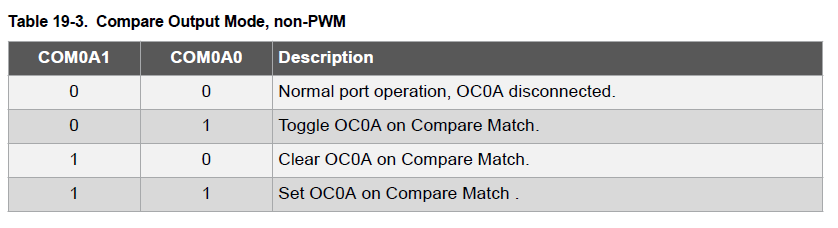 Table 19-3. Compare Output Mode, non-PWM
COM0A1 COM0A0 Description
0 0 Normal port operation, OC0A disconnected.
0 1 Toggle OC0A on Compare Match.
1 0 Clear OC0A on Compare Match.
1 1 Set OC0A on Compare Match .